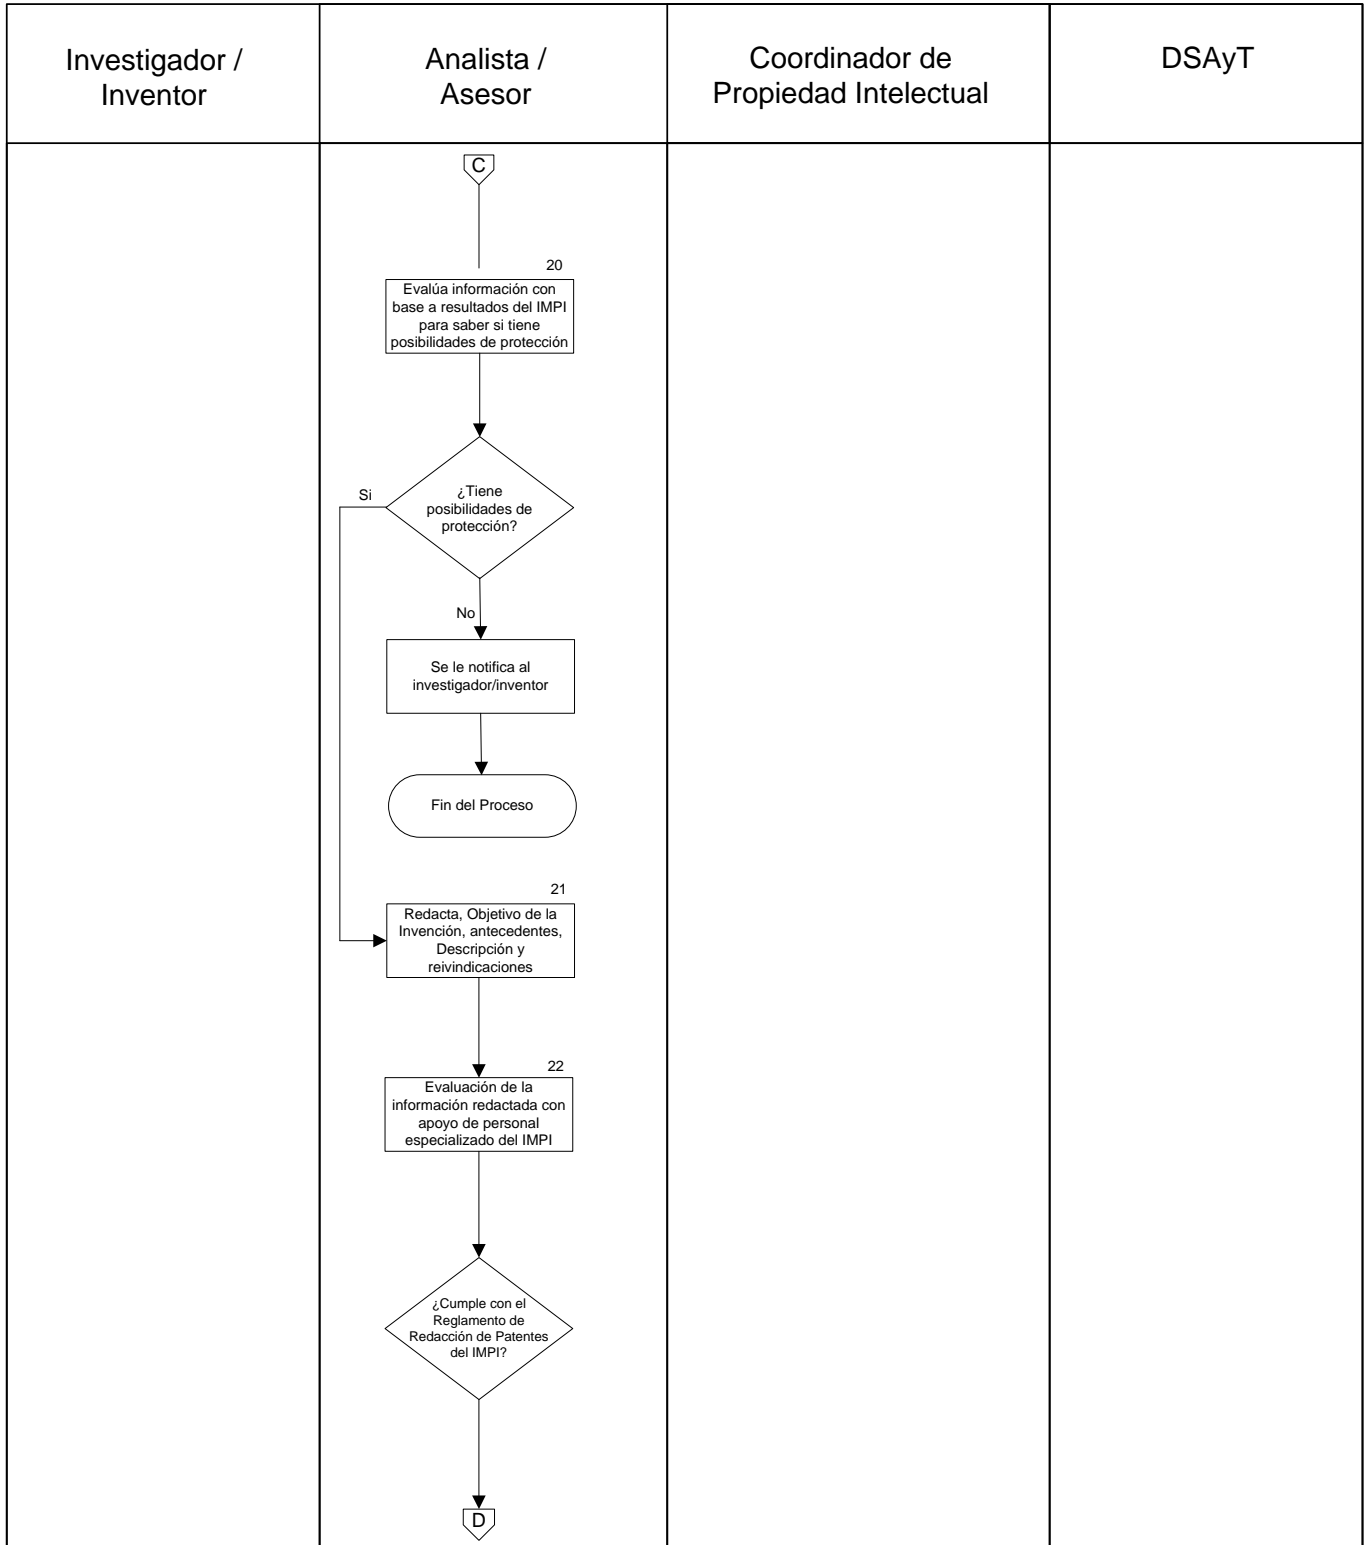 Investigador /
Inventor
Analista /
Asesor
Coordinador de
Propiedad Intelectual
DSAyT
C
20
Evalúa información con
base a resultados del IMPI
para saber si tiene
posibilidades de protección
Si
¿Tiene
posibilidades de
protección?
No
Se le notifica al
investigador/inventor
Fin del Proceso
21
Redacta, Objetivo de la
Invención, antecedentes,
Descripción y
reivindicaciones
22
Evaluación de la
información redactada con
apoyo de personal
especializado del IMPI
¿Cumple con el
Reglamento de
Redacción de Patentes
del IMPI?
D